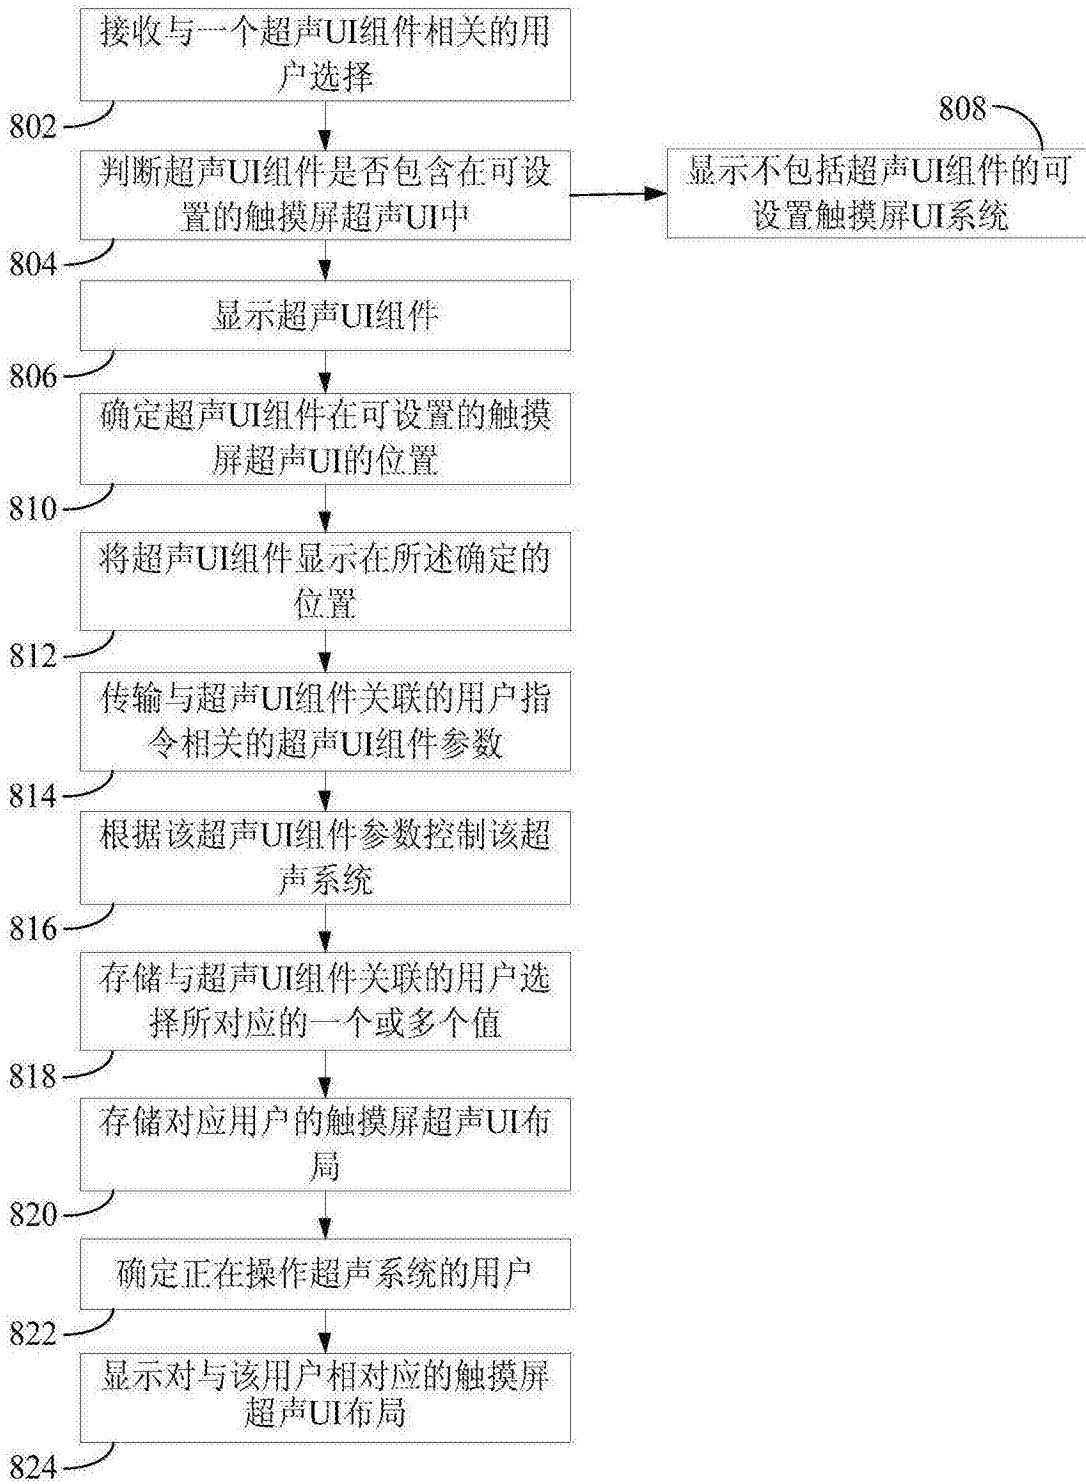 接收与一个超声UI组件相关的用
户选择
802
808
判断超声UI组件是否包含在可设
置的触摸屏超声UI中
804
显示不包括超声UI组件的可
设置触摸屏UI系统
显示超声UI组件
806
确定超声UI组件在可设置的触摸
屏超声UI的位置
810
将超声UI组件显示在所述确定的
位置
812
传输与超声UI组件关联的用户指
令相关的超声UI组件参数
814
根据该超声UI组件参数控制该超
声系统
816
存储与超声UI组件关联的用户选
择所对应的一个或多个值
818
存储对应用户的触摸屏超声UI布
局
820
确定正在操作超声系统的用户
822
显示对与该用户相对应的触摸屏
超声UI布局
824